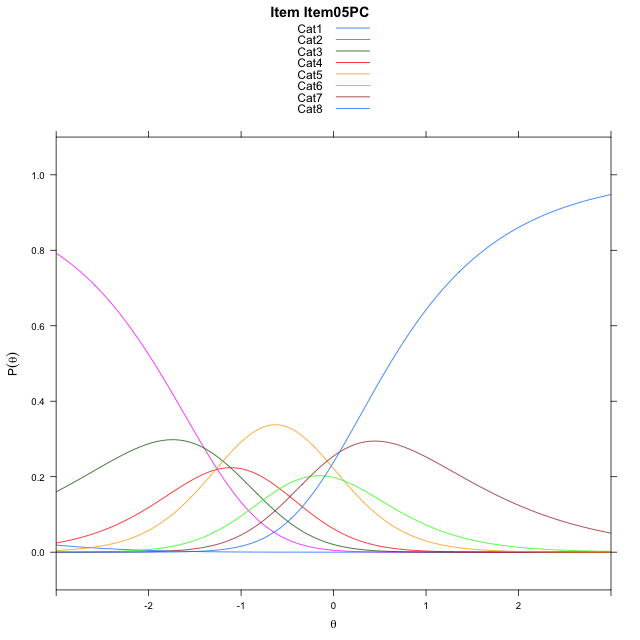 Item Item05PC
Cat1
Cat2
Cat3
Cat4
Cat5
Cat6
Cat7
Cat8
1.0
0.8
0.6
0.4
0.2
0.0
P(θ)
-2
-1
0
1
2
θ